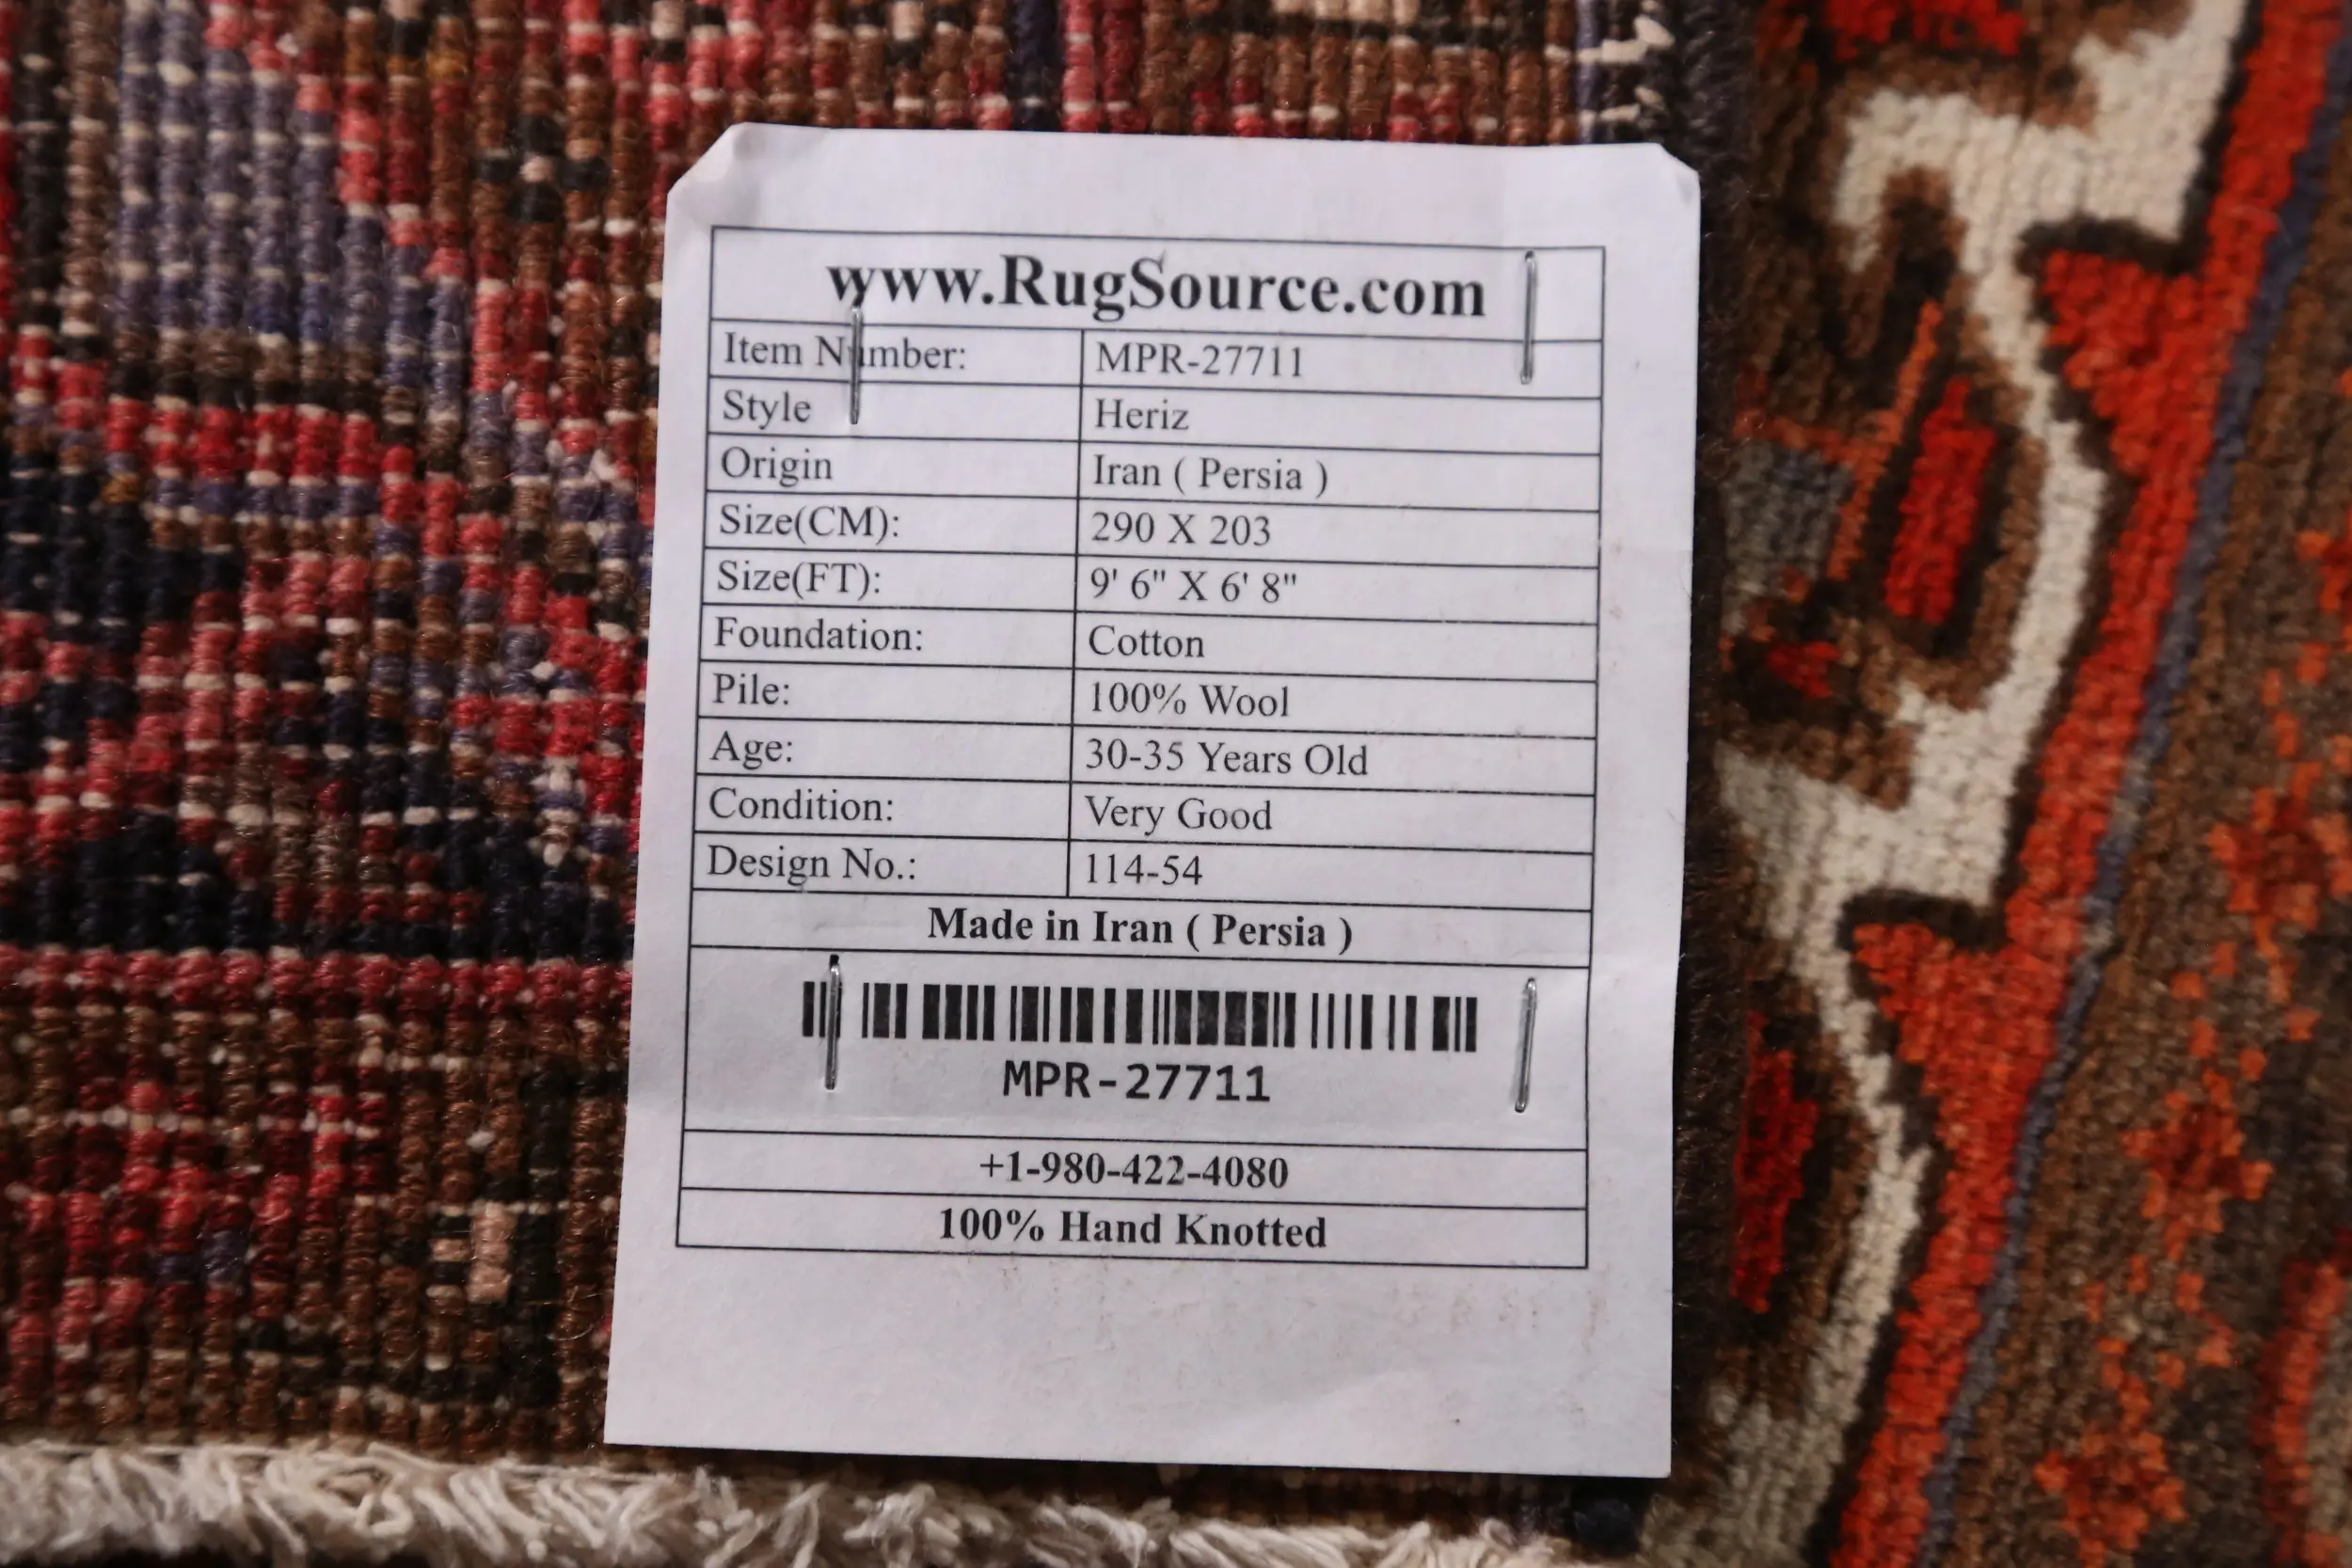 www.RugSource.com
Item Number: MPR-27711
Style Heriz
Origin Iran ( Persia )
Size(CM): 290 X 203
Size(FT): 9' 6" X 6' 8"
Foundation: Cotton
Pile: 100% Wool
Age: 30-35 Years Old
Condition: Very Good
Design No.: 114-54
Made in Iran ( Persia )
MPR-27711
+1-980-422-4080
100% Hand Knotted